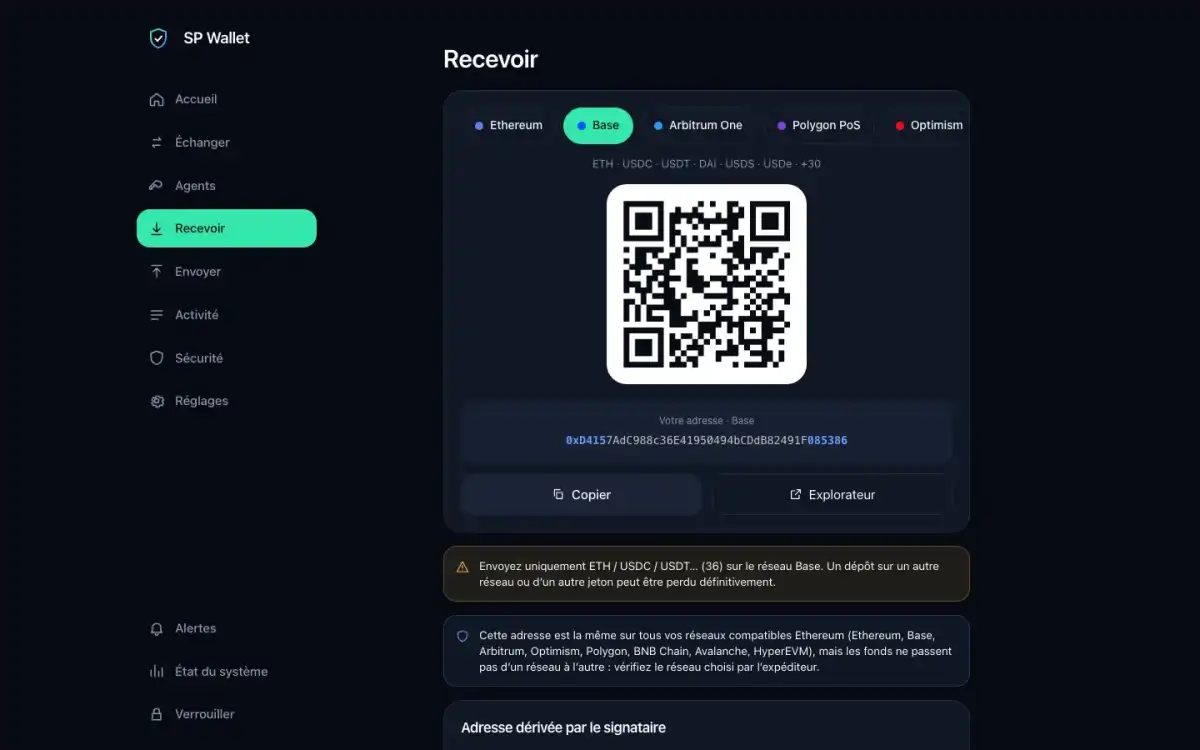 SP Wallet
Accueil
Échanger
Agents
Recevoir
Envoyer
Activité
Sécurité
Réglages
Alertes
État du système
Verrouiller
Recevoir
Ethereum
Base
Arbitrum One
Polygon PoS
Optimism
ETH · USDC · USDT · DAI · USDS · USDe · +30
Votre adresse · Base
0xD4157AdC988c36E41950494bCDdB82491F085386
Copier
Explorateur
Envoyez uniquement ETH / USDC / USDT… (36) sur le réseau Base. Un dépôt sur un autre
réseau ou d’un autre jeton peut être perdu définitivement.
Cette adresse est la même sur tous vos réseaux compatibles Ethereum (Ethereum, Base,
Arbitrum, Optimism, Polygon, BNB Chain, Avalanche, HyperEVM), mais les fonds ne passent
pas d’un réseau à l’autre : vérifiez le réseau choisi par l’expéditeur.
Adresse dérivée par le signataire